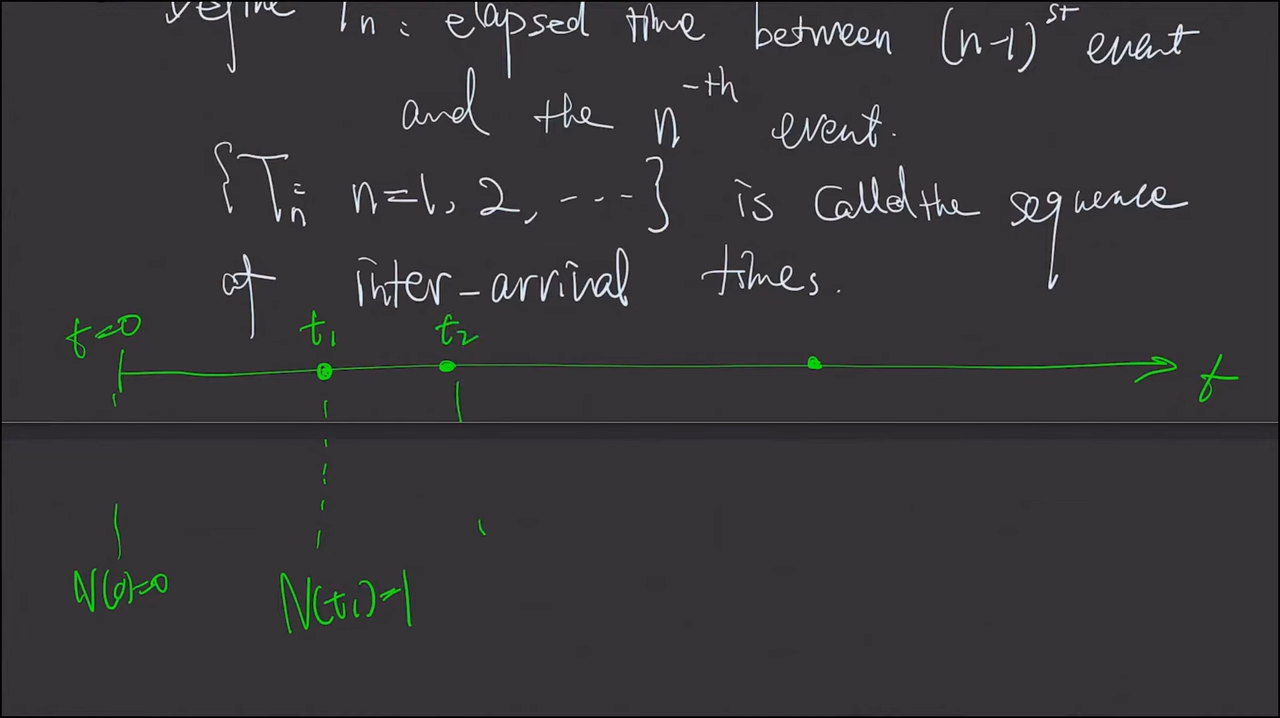 Define Tn: elapsed time between (n-1)^st event
and the n^-th event.
{Tn: n=1, 2, ...} is called the sequence
of inter-arrival times.
t=0 t1 t2
t
N(0)=0 N(t1)=1